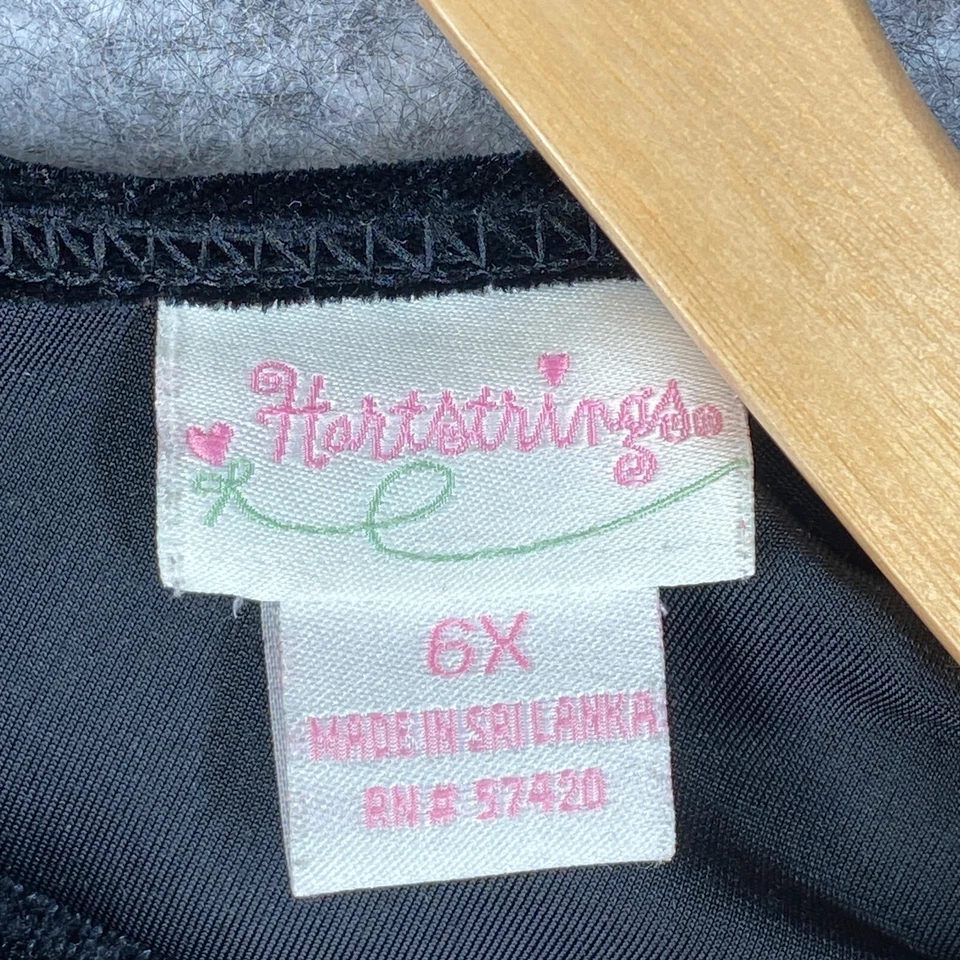 Hartstrings
6X
MADE IN SRI LANKA
RN# 57420